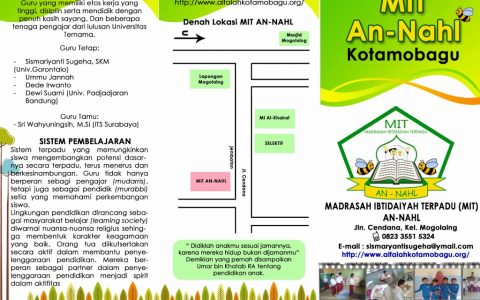 Guru yang memiliki etos kerja yang
tinggi, disiplin serta mendidik dengan
penuh kasih sayang. Dan beberapa
tenaga pengajar dari lulusan Universitas
Ternama.
Guru Tetap:
- Sismariyanti Sugeha, SKM
(Univ.Gorontalo)
- Ummu Jannah
- Dede Irwanto
- Dewi Suarni (Univ. Padjadjaran
Bandung)
Guru Tamu:
- Sri Wahyuningsih, M.Si (ITS Surabaya)
SISTEM PEMBELAJARAN
Sistem terpadu yang memungkinkan
siswa mengembangkan potensi dasar-
nya secara terpadu, terus menerus dan
berkesinambungan. Guru tidak hanya
berperan sebagai pengajar (mudarris),
tetapi juga sebagai pendidik (murabbi)
setia yang memahami perkembangan
siswa.
Lingkungan pendidikan dirancang seba-
gai masyarakat belajar (learning society)
diwarnai nuansa-nuansa religius sehing-
ga membentuk karakter keagamaan
yang baik. Orang tua diikutsertakan
secara aktif dalam membantu penye-
lenggaraan pendidikan. Mereka ber-
peran sebagai partner dalam penye-
lenggaraan pendidikan menjadi spirit
dalam aktifitas
http://www.alfalahkotamobagu.org/
Denah Lokasi MIT AN-NAHL
Masjid
Mogolaing
Lapangan
Mogolaing
MI Al-Khairat
SELEKTIF
Jembatan
MIT AN-NAHL
Jl. Cendana
" Didiklah anakmu sesuai jamannya,
karena mereka hidup bukan dijamanmu"
Demikian yang pernah disampaikan
Umar bin Khatab RA tentang
pendidikan anak.
MIT
An-Nahl
Kotamobagu
MIT
MADRASAH IBTIDAIYAH TERPADU
AN - NAHL
MADRASAH IBTIDAIYAH TERPADU (MIT)
AN-NAHL
Jln. Cendana, Kel. Mogolaing
0823 3551 5324
E-mail : sismaryantisugeha@yahoo.com
http://www.alfalahkotamobagu.org/